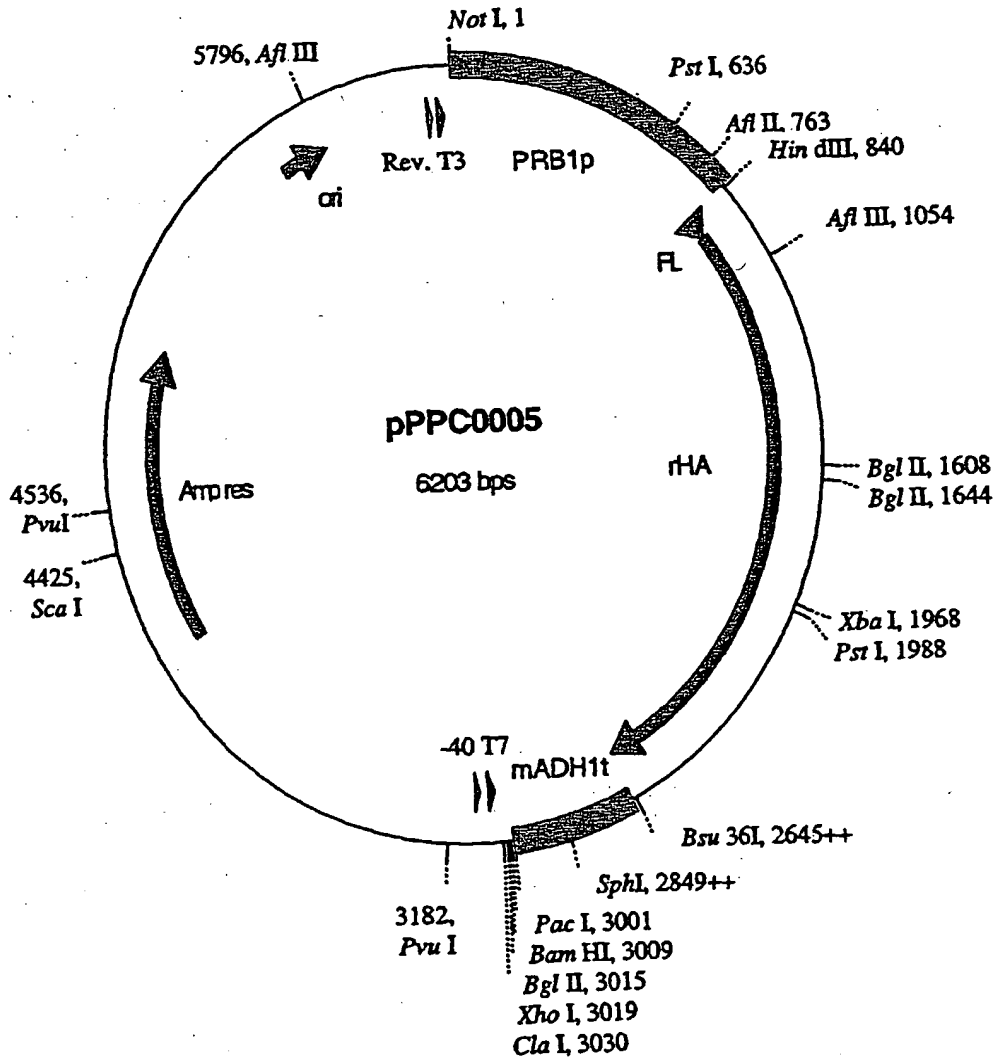 Not I, 1
5796, Afl III
Pst I, 636
Afl II. 763
Hin dIII, 840
Rev. T3
PRB1p
ori
Afl III, 1054
FL
pPPC0005
6203 bps
rHA
Amp res
Bgl II, 1608
Bgl II, 1644
4536,
PvuI
4425,
Sca I
Xba I, 1968
Pst I, 1988
-40 T7
mADH1t
Bsu 36I, 2645++
SphI, 2849++
3182,
Pvu I
Pac I, 3001
Bam HI, 3009
Bgl II, 3015
Xho I, 3019
Cla I, 3030